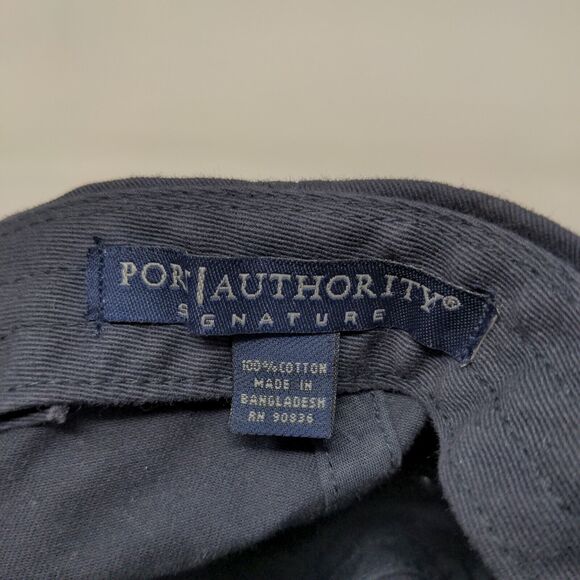 PORT AUTHORITY®
SIGNATURE
100% COTTON
MADE IN
BANGLADESH
RN 90836